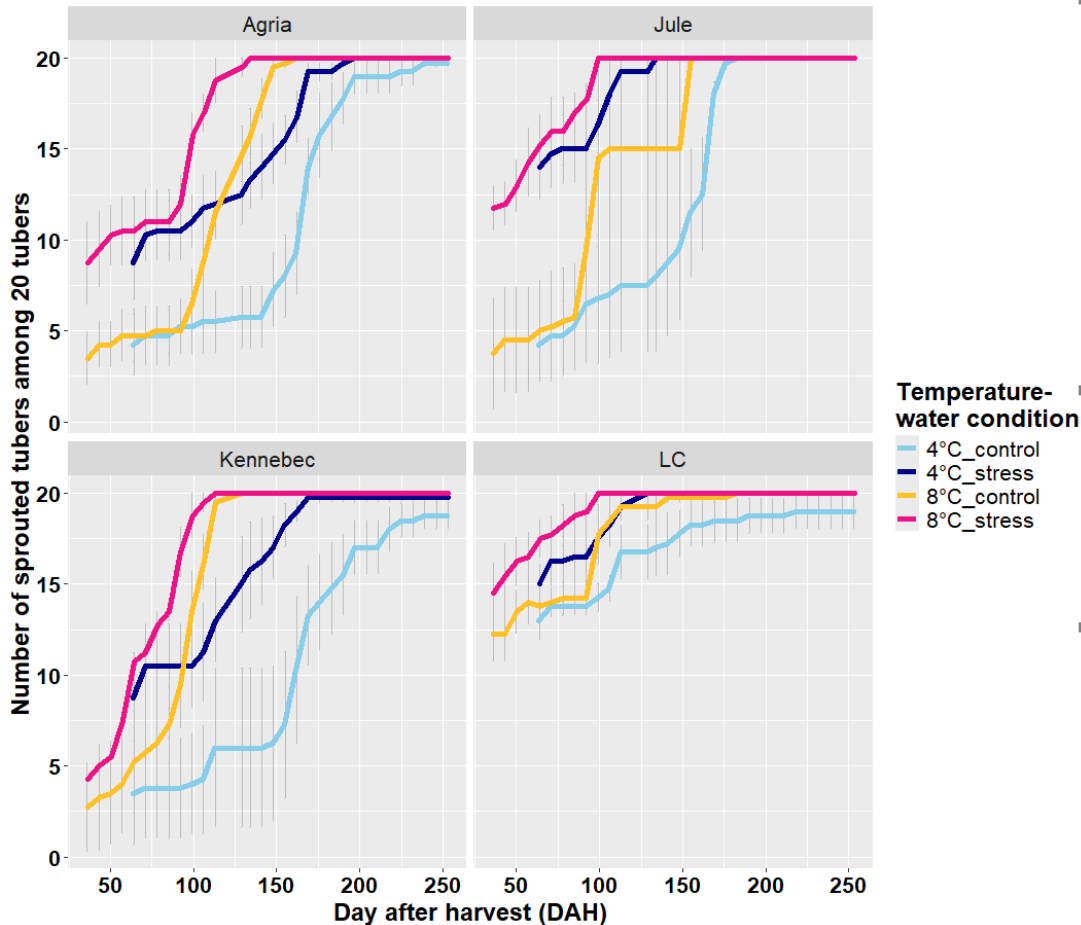 Agria
Jule
20
15
10
5
0
Kennebec
LC
20
15
10
5
0
Number of sprouted tubers among 20 tubers
50 100 150 200 250
50 100 150 200 250
Day after harvest (DAH)
Temperature-
water condition
4°C_control
4°C_stress
8°C_control
8°C_stress